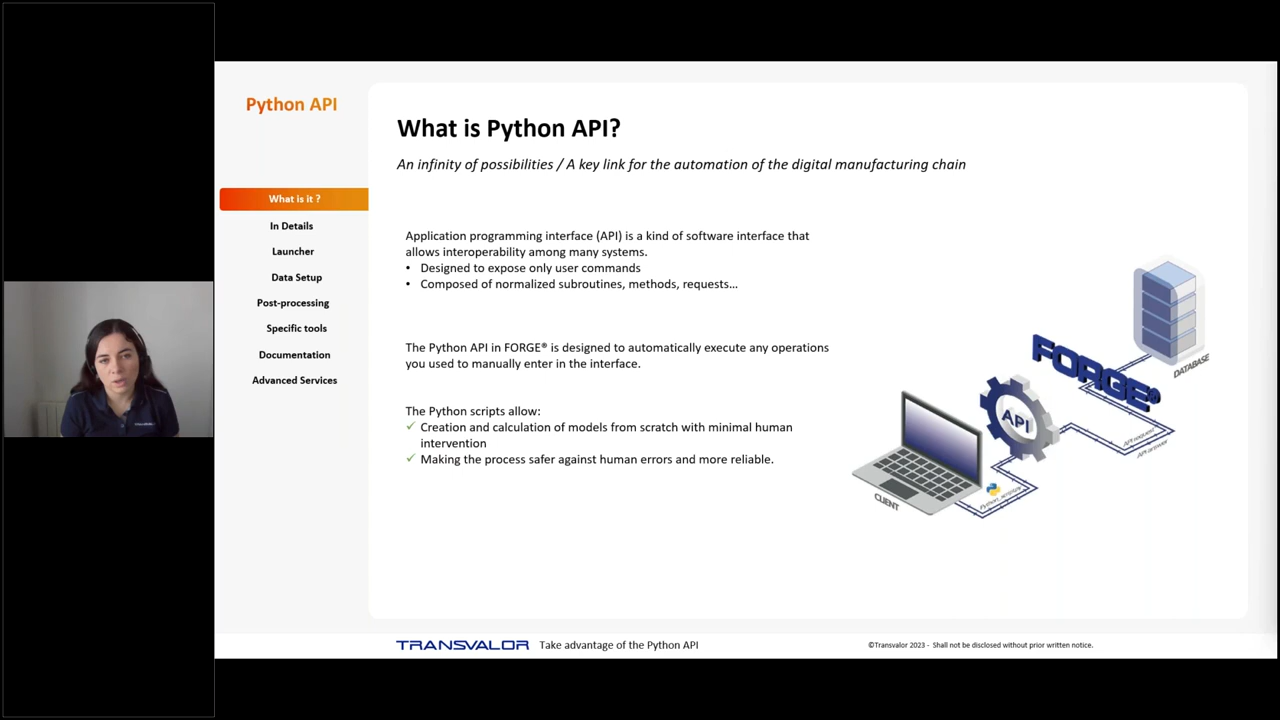 Python API
What is it ?
In Details
Launcher
Data Setup
Post-processing
Specific tools
Documentation
Advanced Services
What is Python API?
An infinity of possibilities / A key link for the automation of the digital manufacturing chain
Application programming interface (API) is a kind of software interface that
allows interoperability among many systems.
• Designed to expose only user commands
• Composed of normalized subroutines, methods, requests…
The Python API in FORGE® is designed to automatically execute any operations
you used to manually enter in the interface.
The Python scripts allow:
✓ Creation and calculation of models from scratch with minimal human
intervention
✓ Making the process safer against human errors and more reliable.
DATABASE
FORGE®
API
API request
API answer
CLIENT
TRANSVALOR
Take advantage of the Python API
©Transvalor 2023 - Shall not be disclosed without prior written notice.